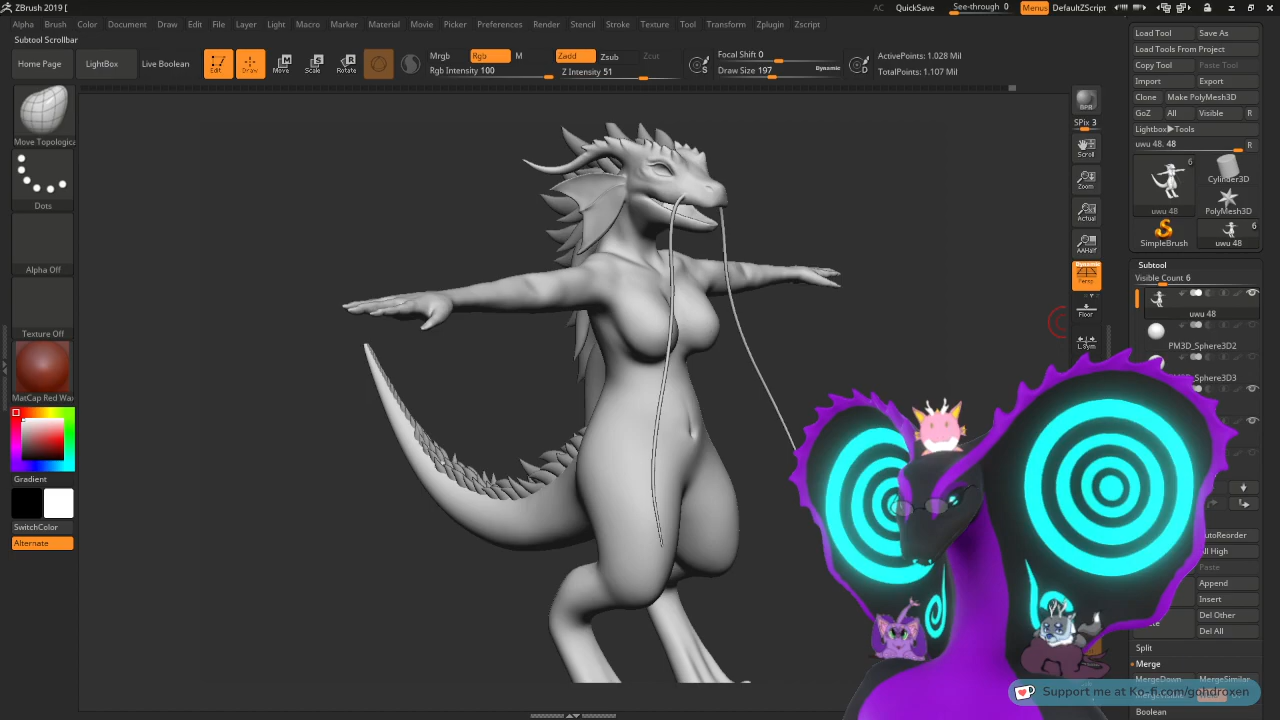 ZBrush 2019 [
AC QuickSave See-through 0 Menus DefaultZScript
Alpha Brush Color Document Draw Edit File Layer Light Macro Marker Material Movie Picker Preferences Render Stencil Stroke Texture Tool Transform Zplugin Zscript
Subtool Scrollbar
Home Page LightBox Live Boolean Edit Draw Move Scale Rotate
Mrgb Rgb M
Rgb Intensity 100
Zadd Zsub Zcut
Z Intensity 51
S
Focal Shift 0
Draw Size 197 Dynamic
D
ActivePoints: 1.028 Mil
TotalPoints: 1.107 Mil
Move Topologica
Dots
Alpha Off
Texture Off
MatCap Red Wax
Gradient
SwitchColor
Alternate
BPR
SPix 3
Scroll
Zoom
Actual
AAHalf
Dynamic
Persp
Floor
L.Sym
Load Tool Save As
Load Tools From Project
Copy Tool Paste Tool
Import Export
Clone Make PolyMesh3D
GoZ All Visible R
Lightbox▶Tools
uwu 48. 48 R
6
uwu 48
Cylinder3D
PolyMesh3D
SimpleBrush
6
uwu 48
Subtool
Visible Count 6
uwu 48
PM3D_Sphere3D2
Sphere3D3
AutoReorder
All High
Paste
Append
Insert
Del Other
Del All
Split
Merge
MergeDown MergeSimilar
Boolean
Support me at Ko-fi.com/gohdroxen